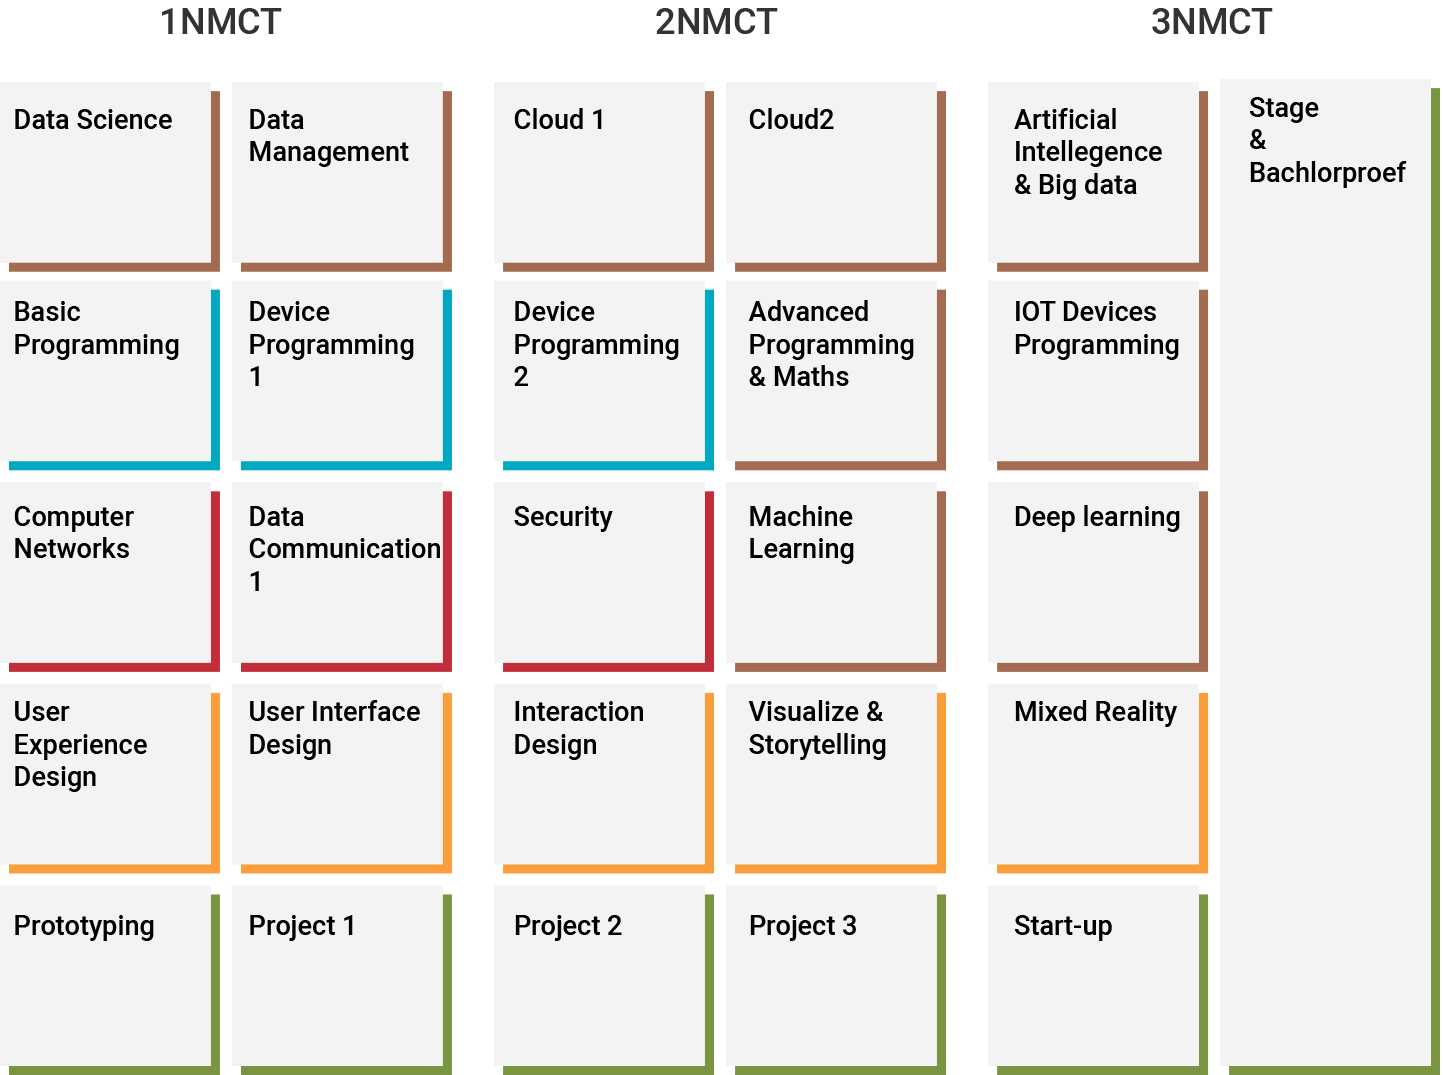 1NMCT
2NMCT
3NMCT
Data Science
Data
Management
Cloud 1
Cloud2
Artificial
Intellegence
& Big data
Stage
&
Bachlorproef
Basic
Programming
Device
Programming
1
Device
Programming
2
Advanced
Programming
& Maths
IOT Devices
Programming
Computer
Networks
Data
Communication
1
Security
Machine
Learning
Deep learning
User
Experience
Design
User Interface
Design
Interaction
Design
Visualize &
Storytelling
Mixed Reality
Prototyping
Project 1
Project 2
Project 3
Start-up